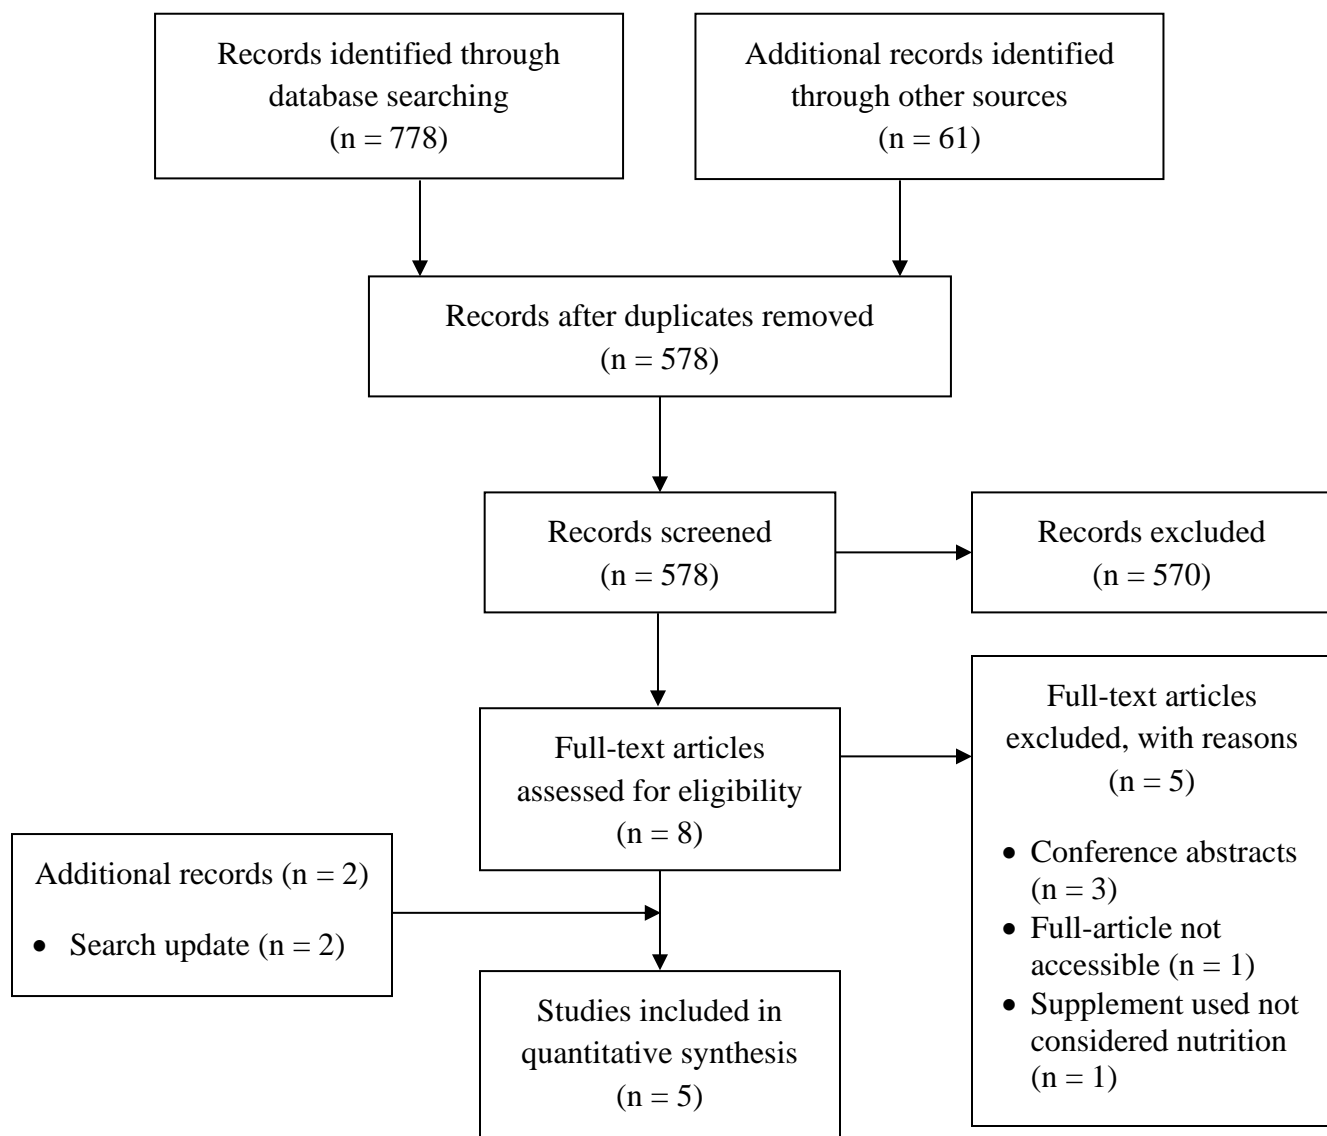 Records identified through
database searching
(n = 778)
Additional records identified
through other sources
(n = 61)
Records after duplicates removed
(n = 578)
Records screened
(n = 578)
Records excluded
(n = 570)
Full-text articles
assessed for eligibility
(n = 8)
Full-text articles
excluded, with reasons
(n = 5)
• Conference abstracts
(n = 3)
• Full-article not
accessible (n = 1)
• Supplement used not
considered nutrition
(n = 1)
Additional records (n = 2)
• Search update (n = 2)
Studies included in
quantitative synthesis
(n = 5)